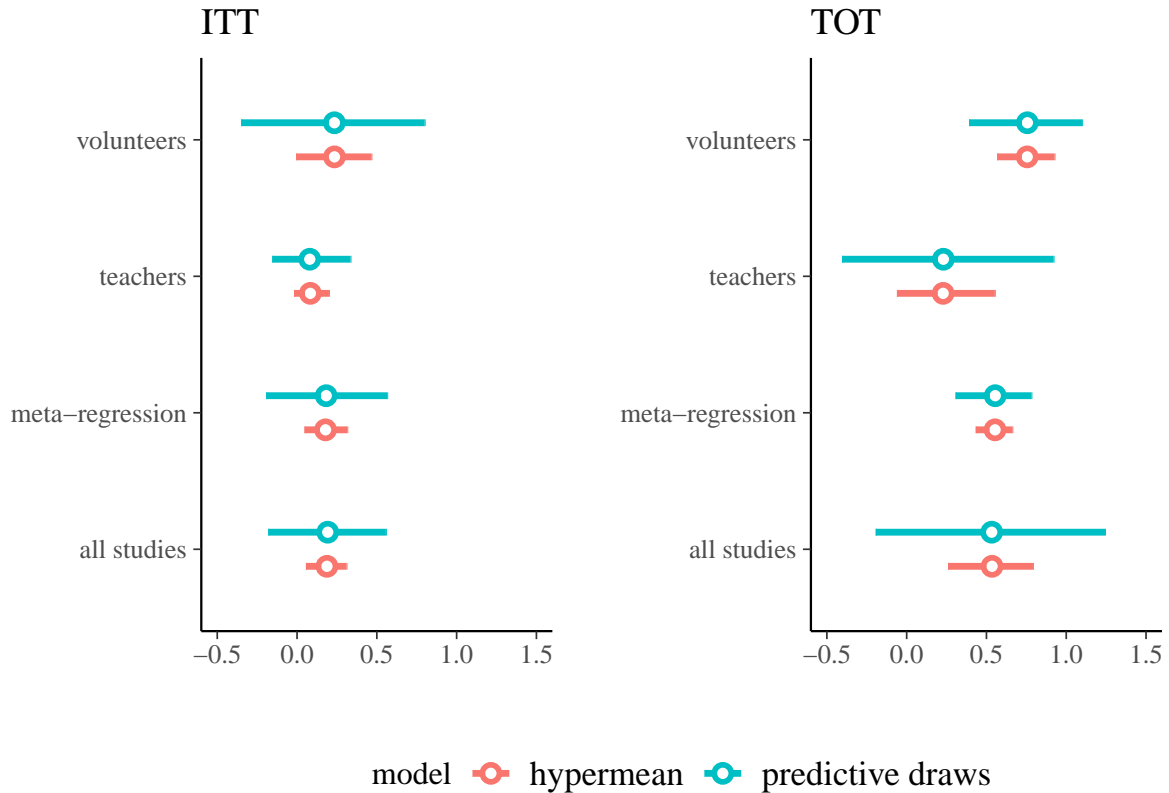 ITT
volunteers
teachers
meta−regression
all studies
−0.5 0.0 0.5 1.0 1.5
TOT
volunteers
teachers
meta−regression
all studies
−0.5 0.0 0.5 1.0 1.5
model hypermean predictive draws